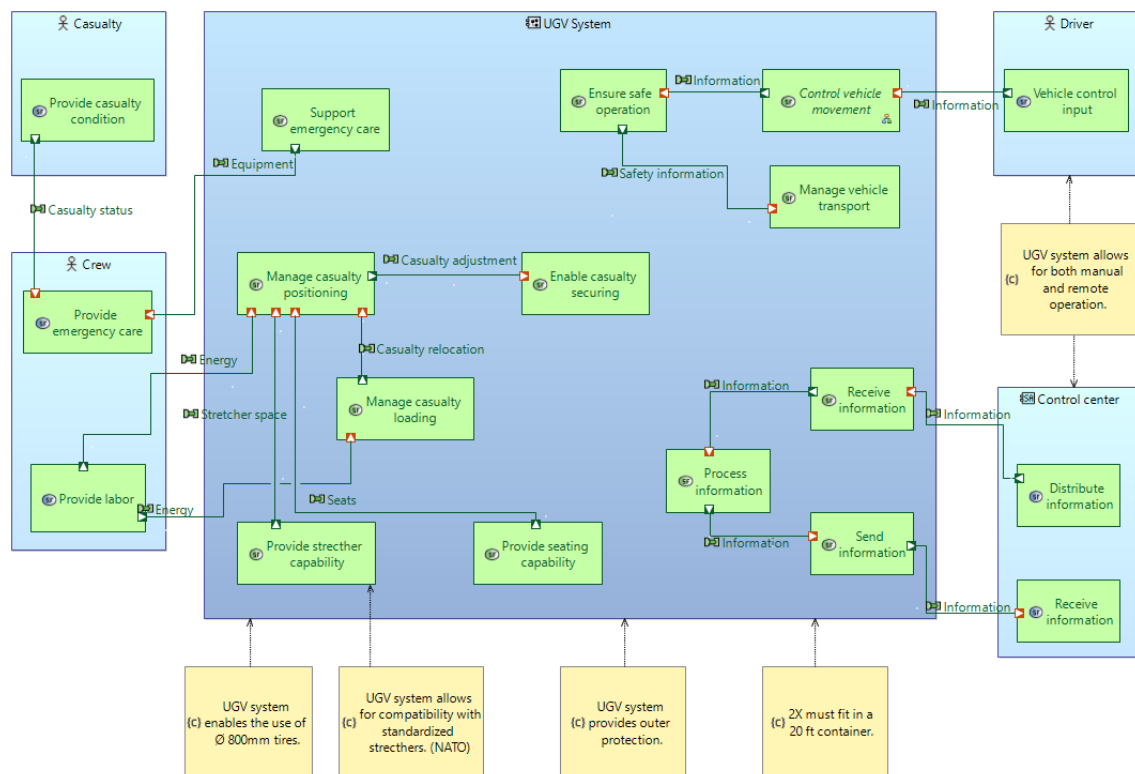 Casualty
UGV System
Driver
Provide casualty
condition
Support
emergency care
Ensure safe
operation
Information
Control vehicle
movement
Information
Vehicle control
input
Equipment
Safety information
Manage vehicle
transport
Casualty status
Crew
Provide
emergency care
Manage casualty
positioning
Casualty adjustment
Enable casualty
securing
UGV system allows
{c} for both manual
and remote
operation.
Energy
Casualty relocation
Stretcher space
Manage casualty
loading
Information
Receive
information
Information
Control center
Provide labor
Energy
Seats
Process
information
Distribute
information
Provide strecther
capability
Provide seating
capability
Information
Send
information
Information
Receive
information
UGV system
{c} enables the use of
Ø 800mm tires.
UGV system allows
for compatibility with
{c} standardized
strecthers. (NATO)
UGV system
{c} provides outer
protection.
{c} 2X must fit in a
20 ft container.